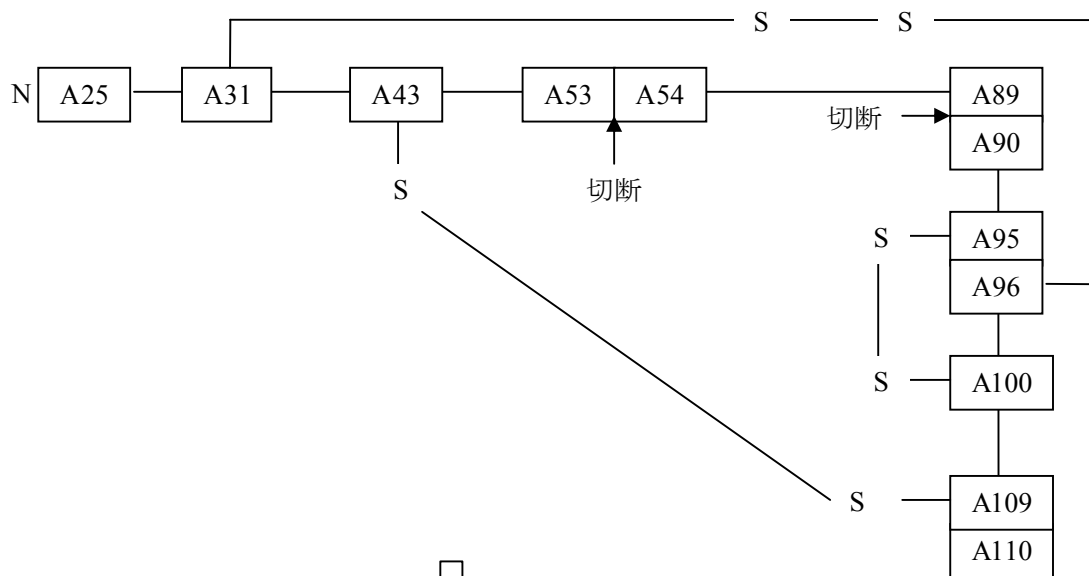 S S
N A25 A31 A43 A53 A54 A89
切断
A90
S 切断
S A95
A96
S A100
S A109
A110